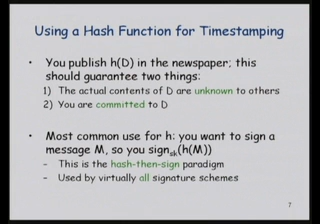 Using a Hash Function for Timestamping
• You publish h(D) in the newspaper; this
should guarantee two things:
1) The actual contents of D are unknown to others
2) You are committed to D
• Most common use for h: you want to sign a
message M, so you sign_sk(h(M))
- This is the hash-then-sign paradigm
- Used by virtually all signature schemes
7